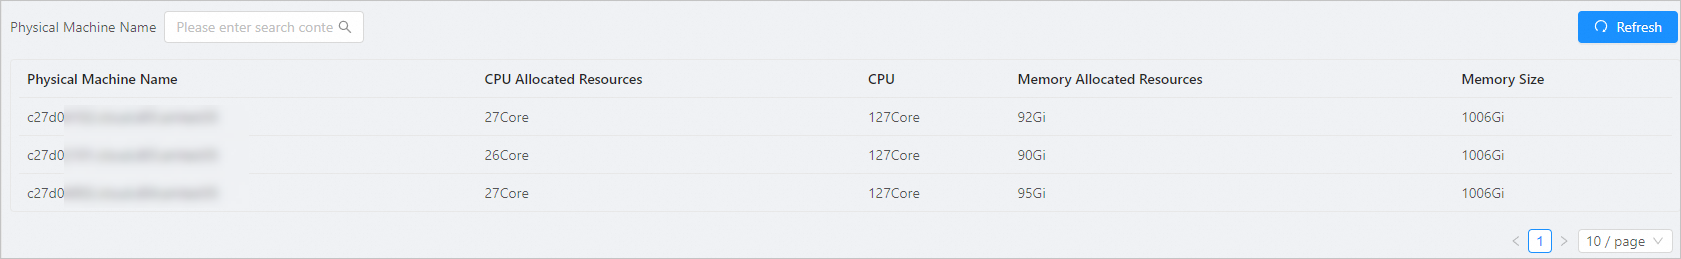 Physical Machine Name Please enter search conte Refresh
Physical Machine Name CPU Allocated Resources CPU Memory Allocated Resources Memory Size
c27d0 27Core 127Core 92Gi 1006Gi
c27d0 26Core 127Core 90Gi 1006Gi
c27d0 27Core 127Core 95Gi 1006Gi
< 1 > 10 / page